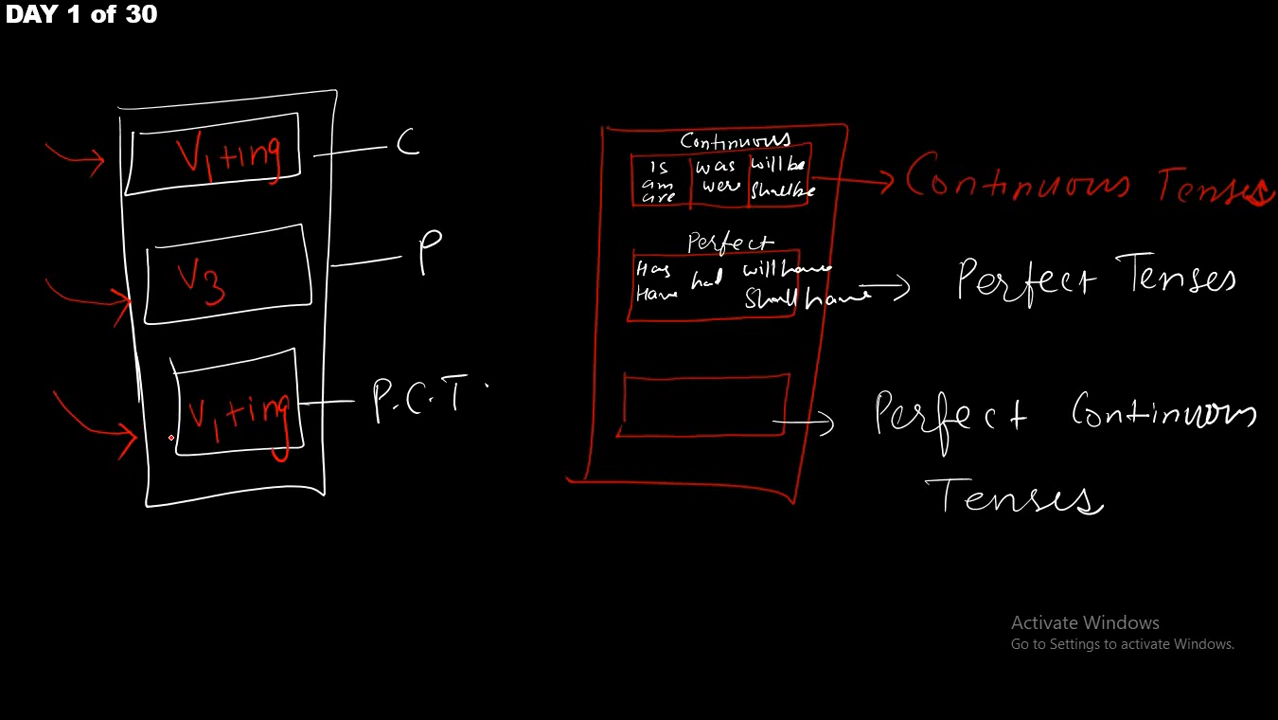 DAY 1 of 30
V1+ing C
V3 P
V1+ing P.C.T.
Continuous
is was will be
am were shall be
are
Continuous Tenses
Perfect
Has had will have
Have Shall have
Perfect Tenses
Perfect Continuous
Tenses
Activate Windows
Go to Settings to activate Windows.